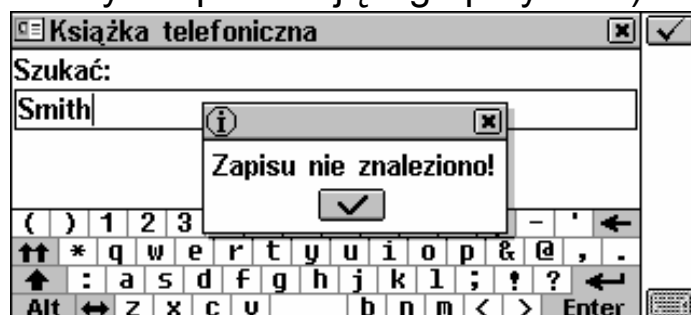 Książka telefoniczna
Szukać:
Smith
Zapisu nie znaleziono!
( ) 1 2 3 - '
* q w e r t y u i o p & @ , .
: a s d f g h j k l ; ! ?
Alt z x c v b n m < > Enter